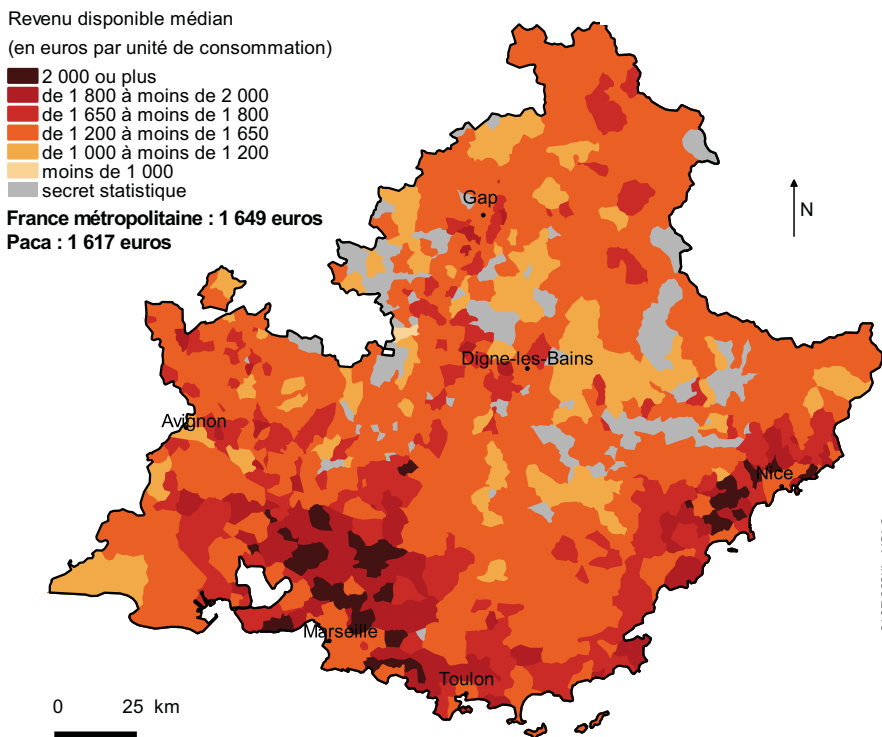 Revenu disponible médian
(en euros par unité de consommation)
2 000 ou plus
de 1 800 à moins de 2 000
de 1 650 à moins de 1 800
de 1 200 à moins de 1 650
de 1 000 à moins de 1 200
moins de 1 000
secret statistique
France métropolitaine : 1 649 euros
Paca : 1 617 euros
N
Gap
Digne-les-Bains
Avignon
Nice
Marseille
Toulon
0 25 km